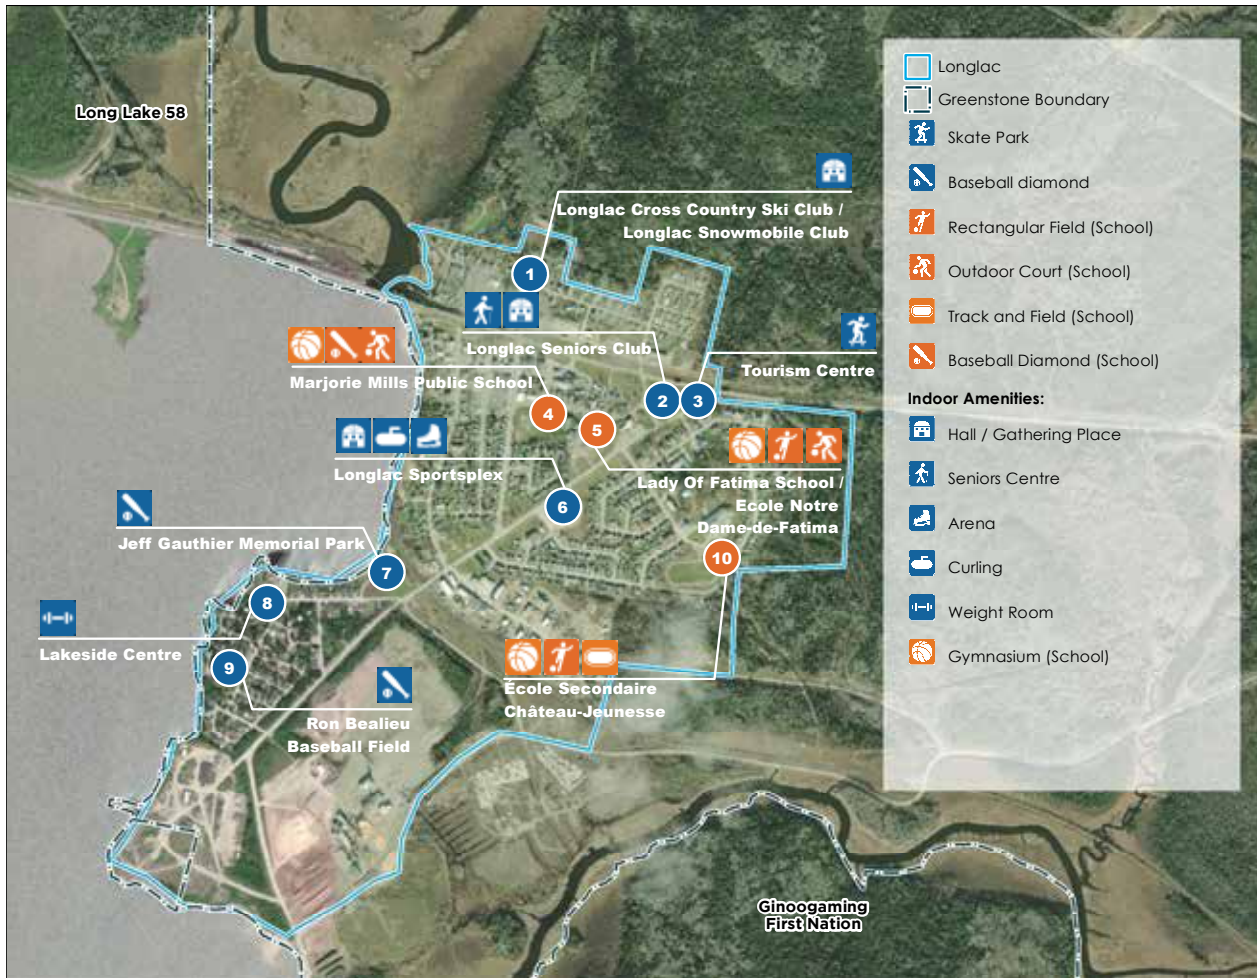 Long Lake 58
Longlac Cross Country Ski Club /
Longlac Snowmobile Club
1
Longlac Seniors Club
Tourism Centre
Marjorie Mills Public School
2
3
4
5
Longlac Sportsplex
Lady Of Fatima School /
Ecole Notre
Dame-de-Fatima
6
Jeff Gauthier Memorial Park
7
10
8
Lakeside Centre
9
École Secondaire
Château-Jeunesse
Ron Bealieu
Baseball Field
Ginoogaming
First Nation
Longlac
Greenstone Boundary
Skate Park
Baseball diamond
Rectangular Field (School)
Outdoor Court (School)
Track and Field (School)
Baseball Diamond (School)
Indoor Amenities:
Hall / Gathering Place
Seniors Centre
Arena
Curling
Weight Room
Gymnasium (School)